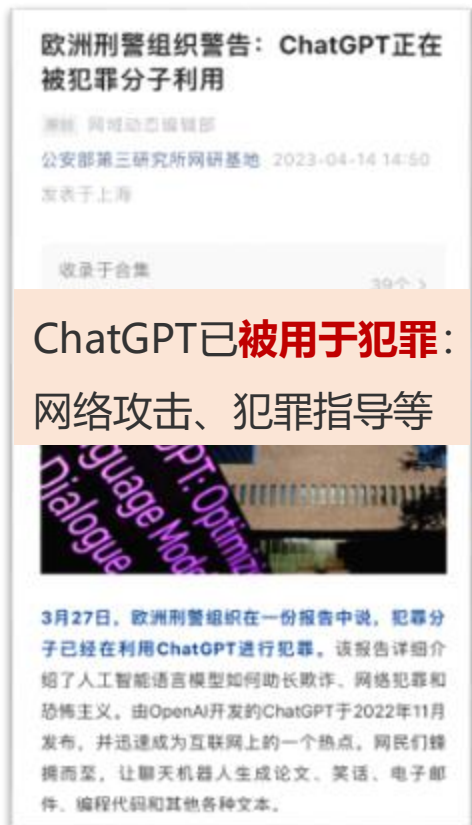 欧洲刑警组织警告：ChatGPT正在
被犯罪分子利用
原创 网域动态编辑部
公安部第三研究所网研基地 2023-04-14 14:50
发表于上海
收录于合集
39个 >
ChatGPT已被用于犯罪：
网络攻击、犯罪指导等
GPT: Optimiz
guage Mode
Dialogue
3月27日，欧洲刑警组织在一份报告中说，犯罪分
子已经在利用ChatGPT进行犯罪。该报告详细介
绍了人工智能语言模型如何助长欺诈、网络犯罪和
恐怖主义。由OpenAI开发的ChatGPT于2022年11月
发布，并迅速成为互联网上的一个热点，网民们蜂
拥而至，让聊天机器人生成论文、笑话、电子邮
件、编程代码和其他各种文本。